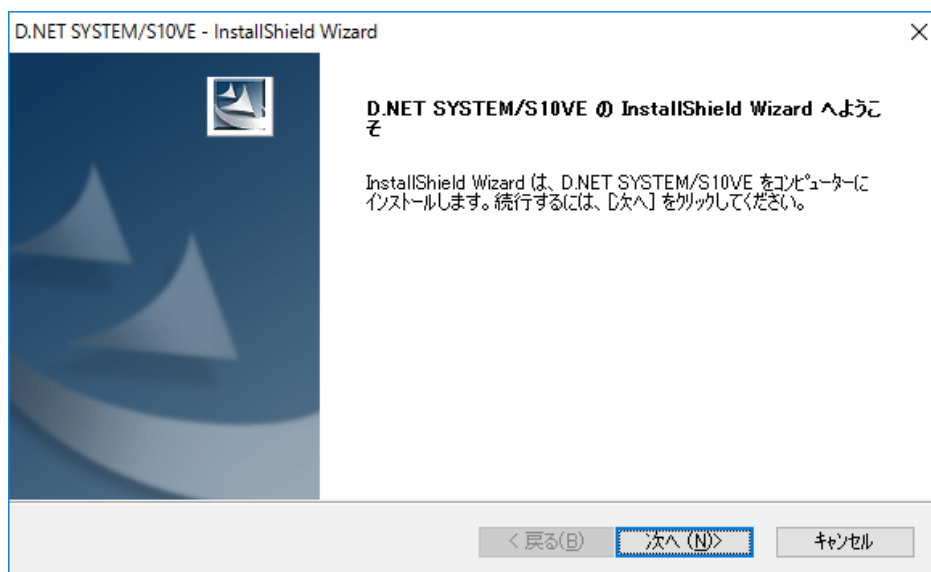 D.NET SYSTEM/S10VE - InstallShield Wizard
D.NET SYSTEM/S10VE の InstallShield Wizard へようこ
そ
InstallShield Wizard は、D.NET SYSTEM/S10VE をコンピューターに
インストールします。続行するには、[次へ] をクリックしてください。
< 戻る(B)
次へ (N)>
キャンセル